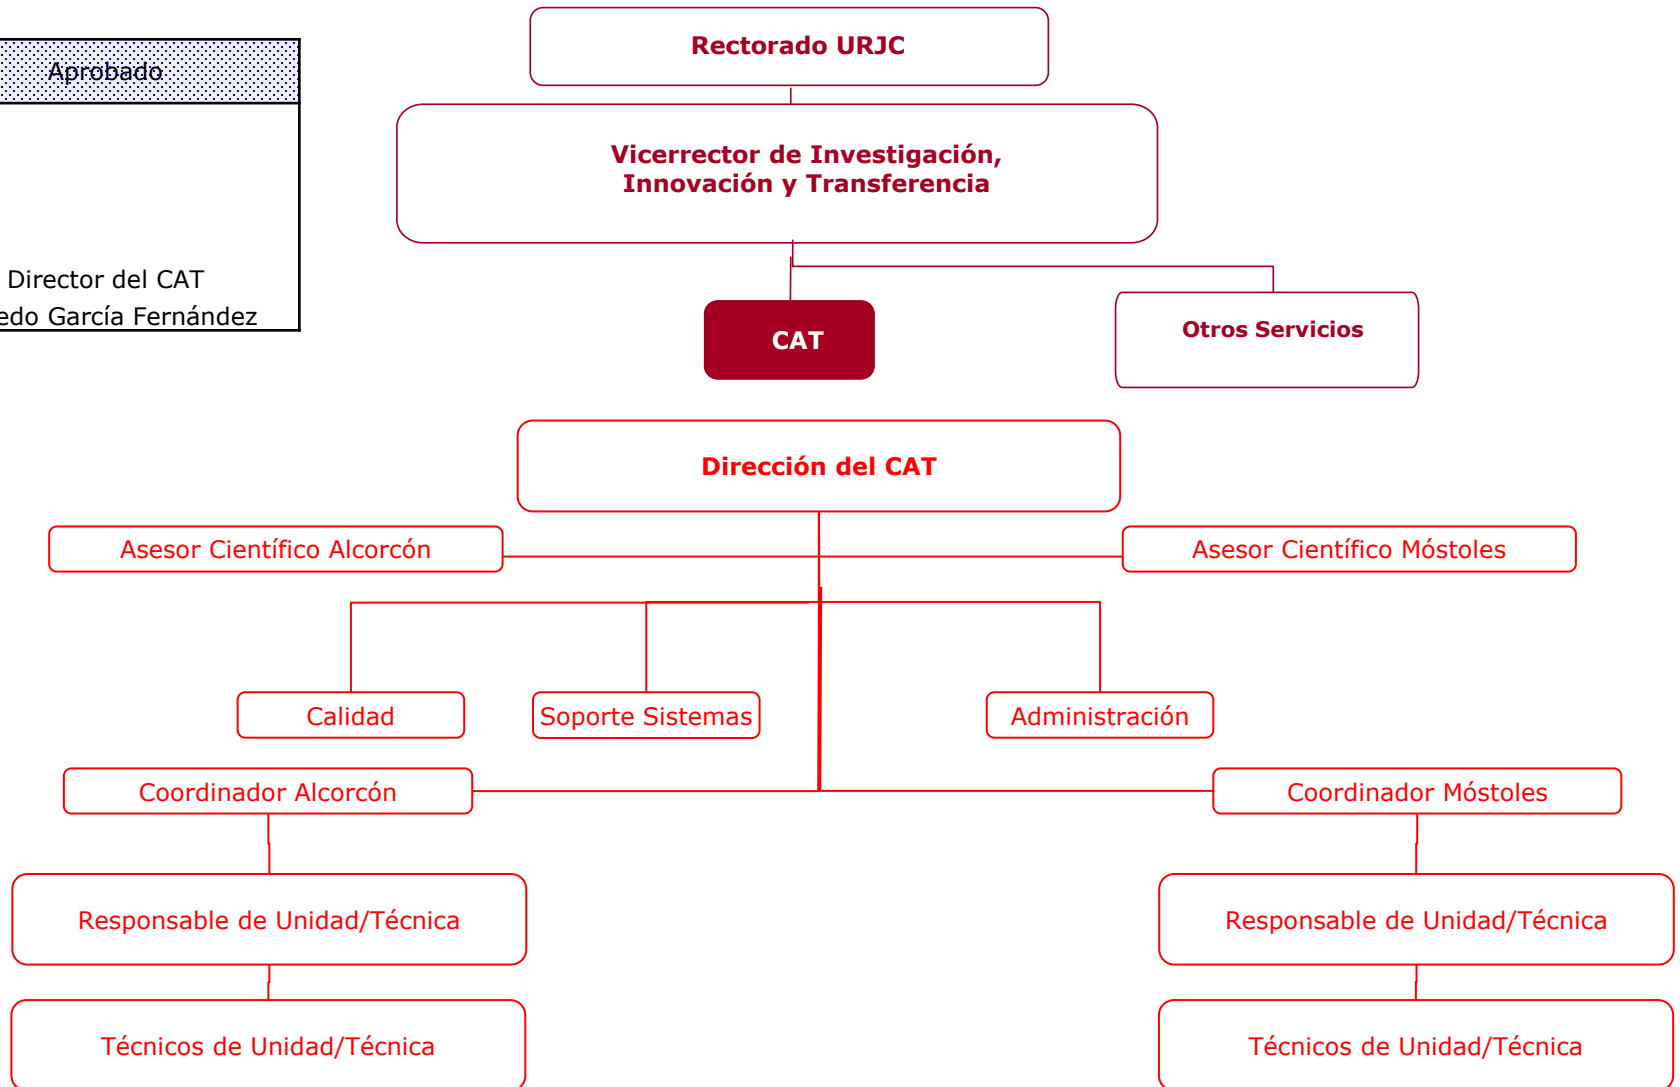 Aprobado
Director del CAT
García Fernández
Rectorado URJC
Vicerrector de Investigación,
Innovación y Transferencia
CAT
Otros Servicios
Dirección del CAT
Asesor Científico Alcorcón
Asesor Científico Móstoles
Calidad
Soporte Sistemas
Administración
Coordinador Alcorcón
Coordinador Móstoles
Responsable de Unidad/Técnica
Responsable de Unidad/Técnica
Técnicos de Unidad/Técnica
Técnicos de Unidad/Técnica